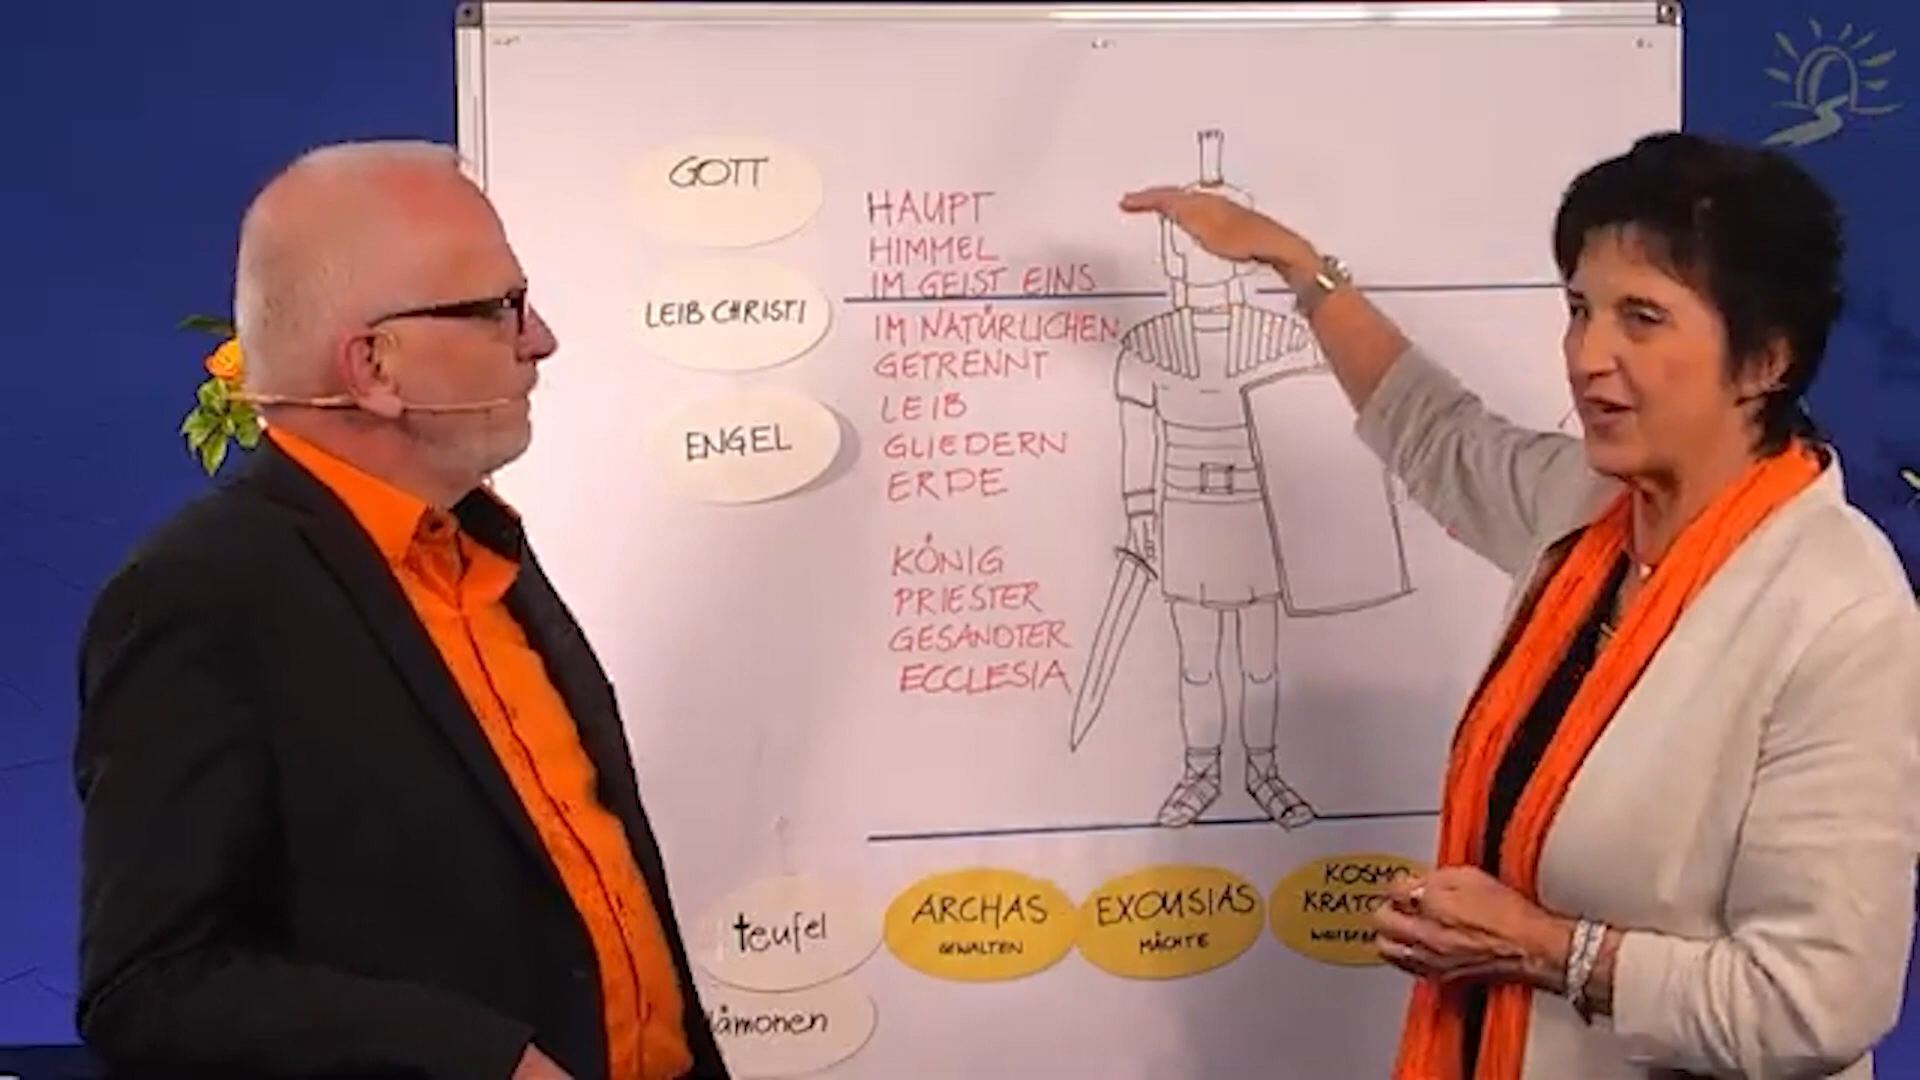 GOTT
LEIB CHRISTI
ENGEL
HAUPT
HIMMEL
IM GEIST EINS
IM NATÜRLICHEN
GETRENNT
LEIB
GLIEDERN
ERDE
KÖNIG
PRIESTER
GESANDTER
ECCLESIA
teufel
ARCHAS
GEWALTEN
EXOUSIAS
MÄCHTE
KOSMO